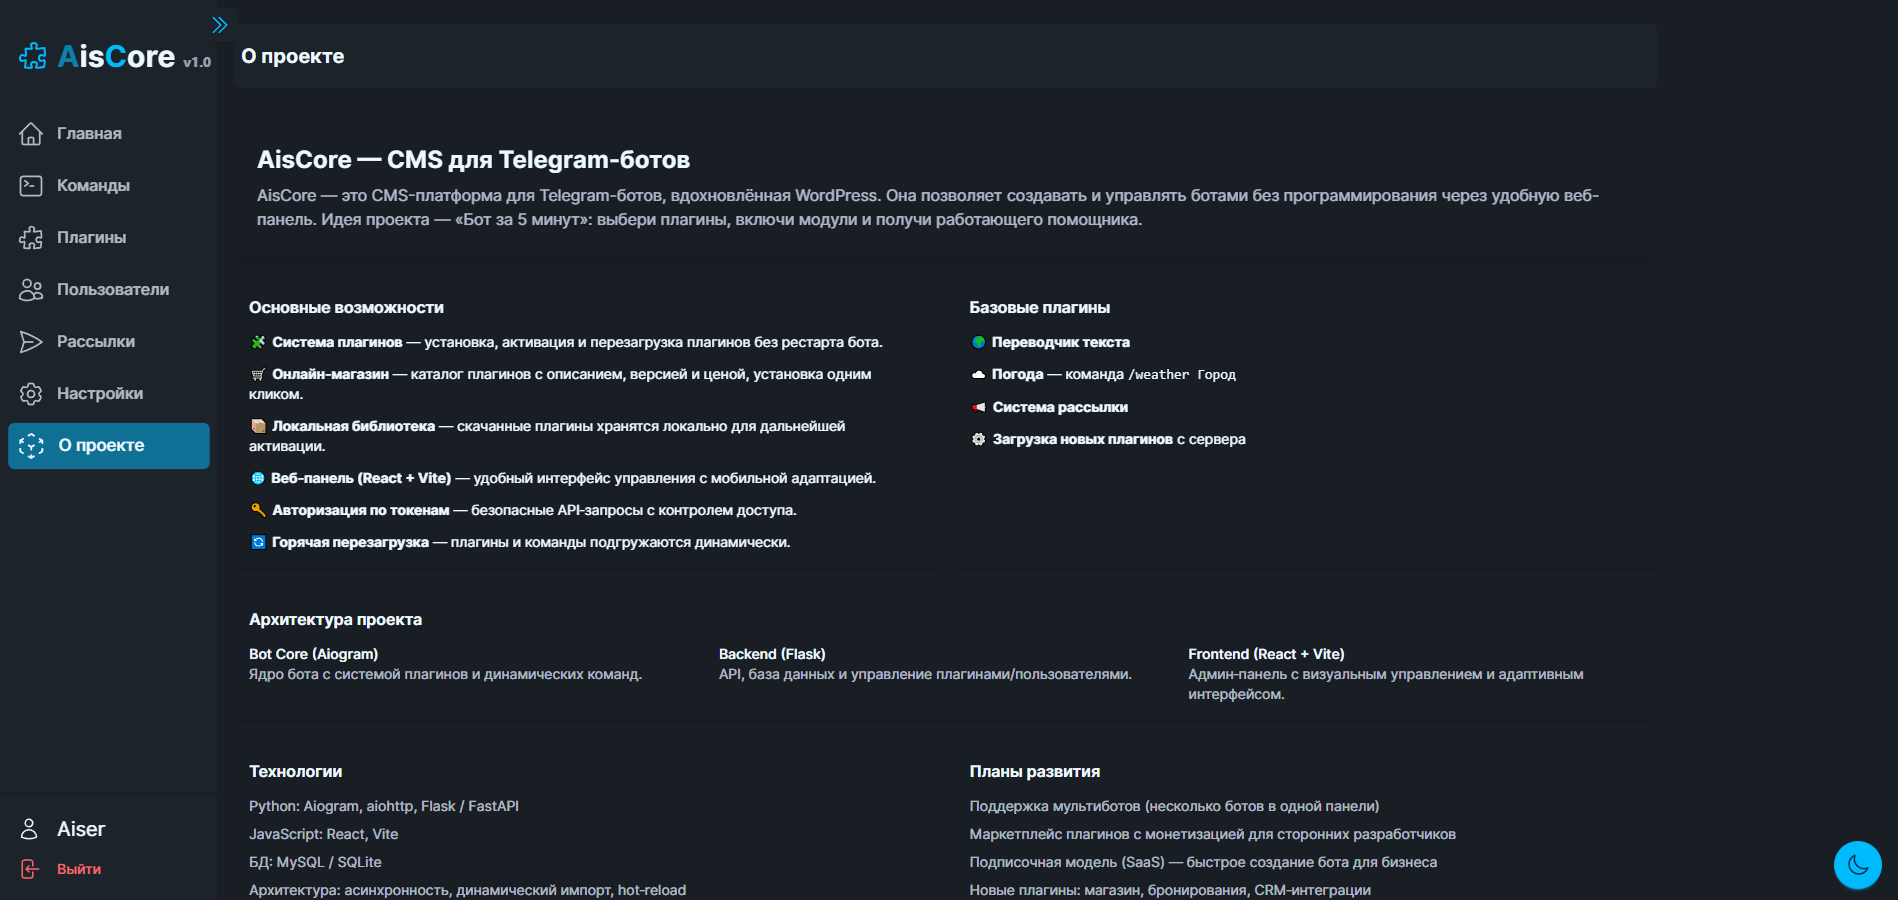 AisCore v1.0
Главная
Команды
Плагины
Пользователи
Рассылки
Настройки
О проекте
Aiser
Выйти
О проекте
AisCore — CMS для Telegram-ботов
AisCore — это CMS-платформа для Telegram-ботов, вдохновлённая WordPress. Она позволяет создавать и управлять ботами без программирования через удобную веб-
панель. Идея проекта — «Бот за 5 минут»: выбери плагины, включи модули и получи работающего помощника.
Основные возможности
Система плагинов — установка, активация и перезагрузка плагинов без рестарта бота.
Онлайн-магазин — каталог плагинов с описанием, версией и ценой, установка одним
кликом.
Локальная библиотека — скачанные плагины хранятся локально для дальнейшей
активации.
Веб-панель (React + Vite) — удобный интерфейс управления с мобильной адаптацией.
Авторизация по токенам — безопасные API-запросы с контролем доступа.
Горячая перезагрузка — плагины и команды подгружаются динамически.
Базовые плагины
Переводчик текста
Погода — команда /weather Город
Система рассылки
Загрузка новых плагинов с сервера
Архитектура проекта
Bot Core (Aiogram)
Ядро бота с системой плагинов и динамических команд.
Backend (Flask)
API, база данных и управление плагинами/пользователями.
Frontend (React + Vite)
Админ-панель с визуальным управлением и адаптивным
интерфейсом.
Технологии
Python: Aiogram, aiohttp, Flask / FastAPI
JavaScript: React, Vite
БД: MySQL / SQLite
Архитектура: асинхронность, динамический импорт, hot-reload
Планы развития
Поддержка мультиботов (несколько ботов в одной панели)
Маркетплейс плагинов с монетизацией для сторонних разработчиков
Подписочная модель (SaaS) — быстрое создание бота для бизнеса
Новые плагины: магазин, бронирования, CRM-интеграции